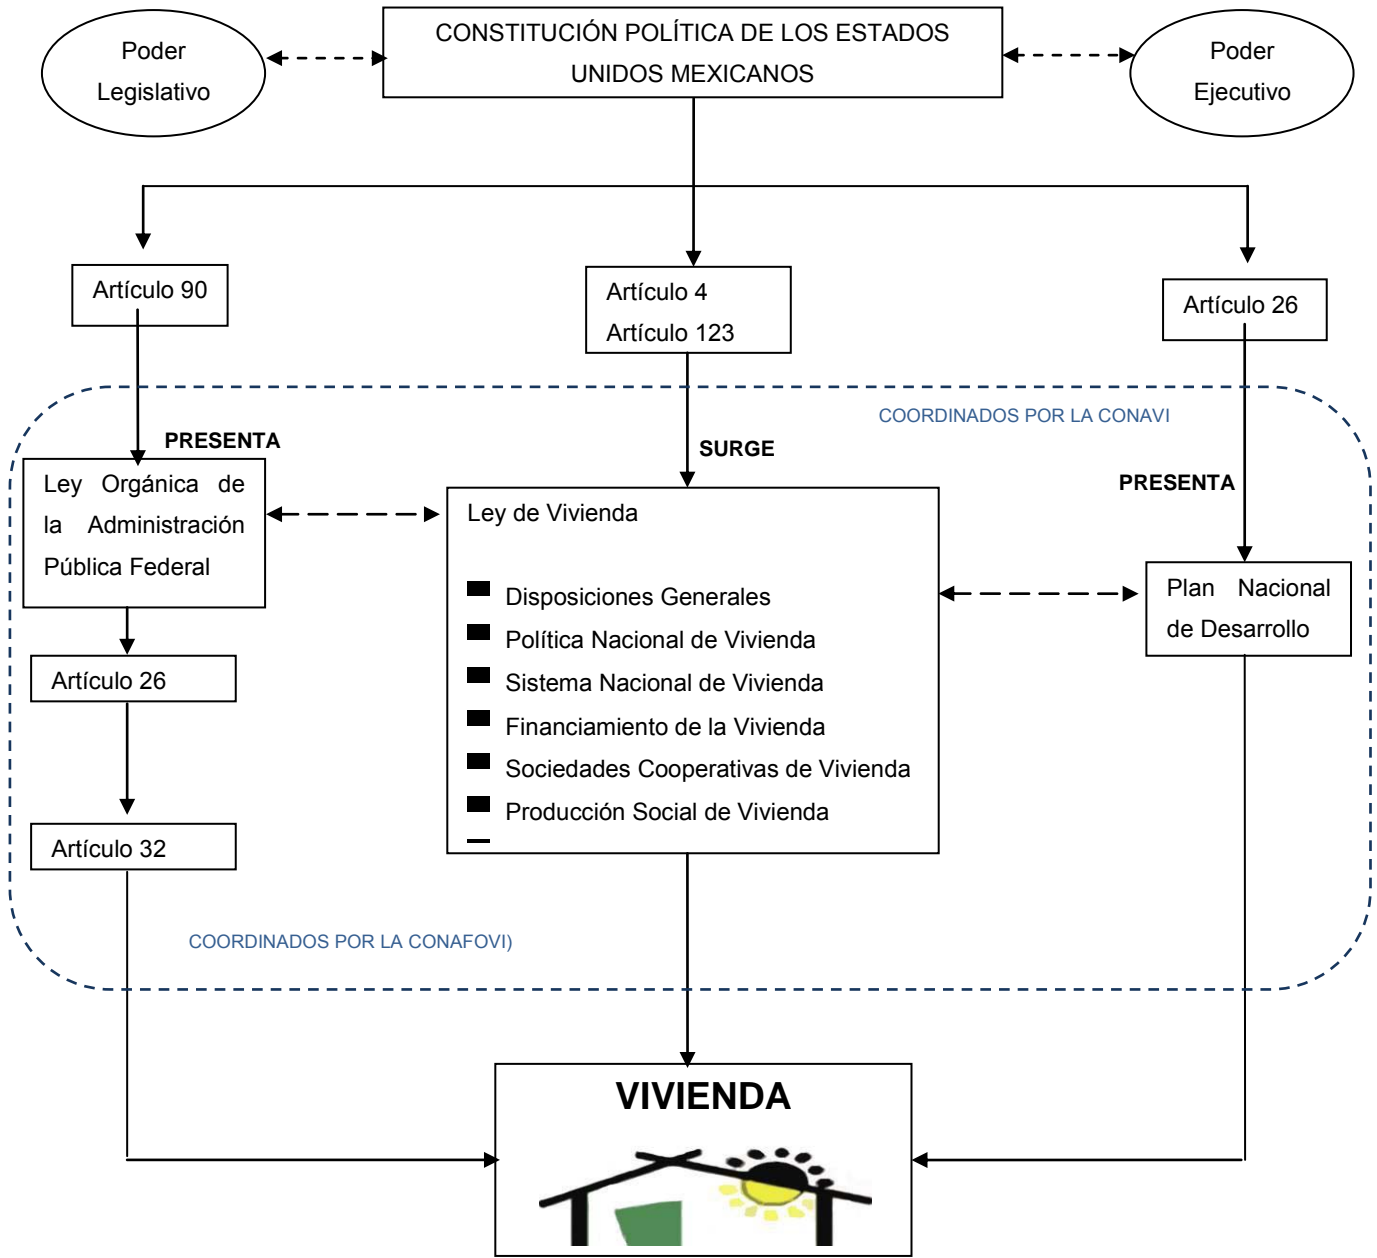 Poder
Legislativo
CONSTITUCIÓN POLÍTICA DE LOS ESTADOS
UNIDOS MEXICANOS
Poder
Ejecutivo
Artículo 90
Artículo 4
Artículo 123
Artículo 26
COORDINADOS POR LA CONAVI
PRESENTA
SURGE
PRESENTA
Ley Orgánica de
la Administración
Pública Federal
Ley de Vivienda
Disposiciones Generales
Política Nacional de Vivienda
Sistema Nacional de Vivienda
Financiamiento de la Vivienda
Sociedades Cooperativas de Vivienda
Producción Social de Vivienda
Plan Nacional
de Desarrollo
Artículo 26
Artículo 32
COORDINADOS POR LA CONAFOVI)
VIVIENDA